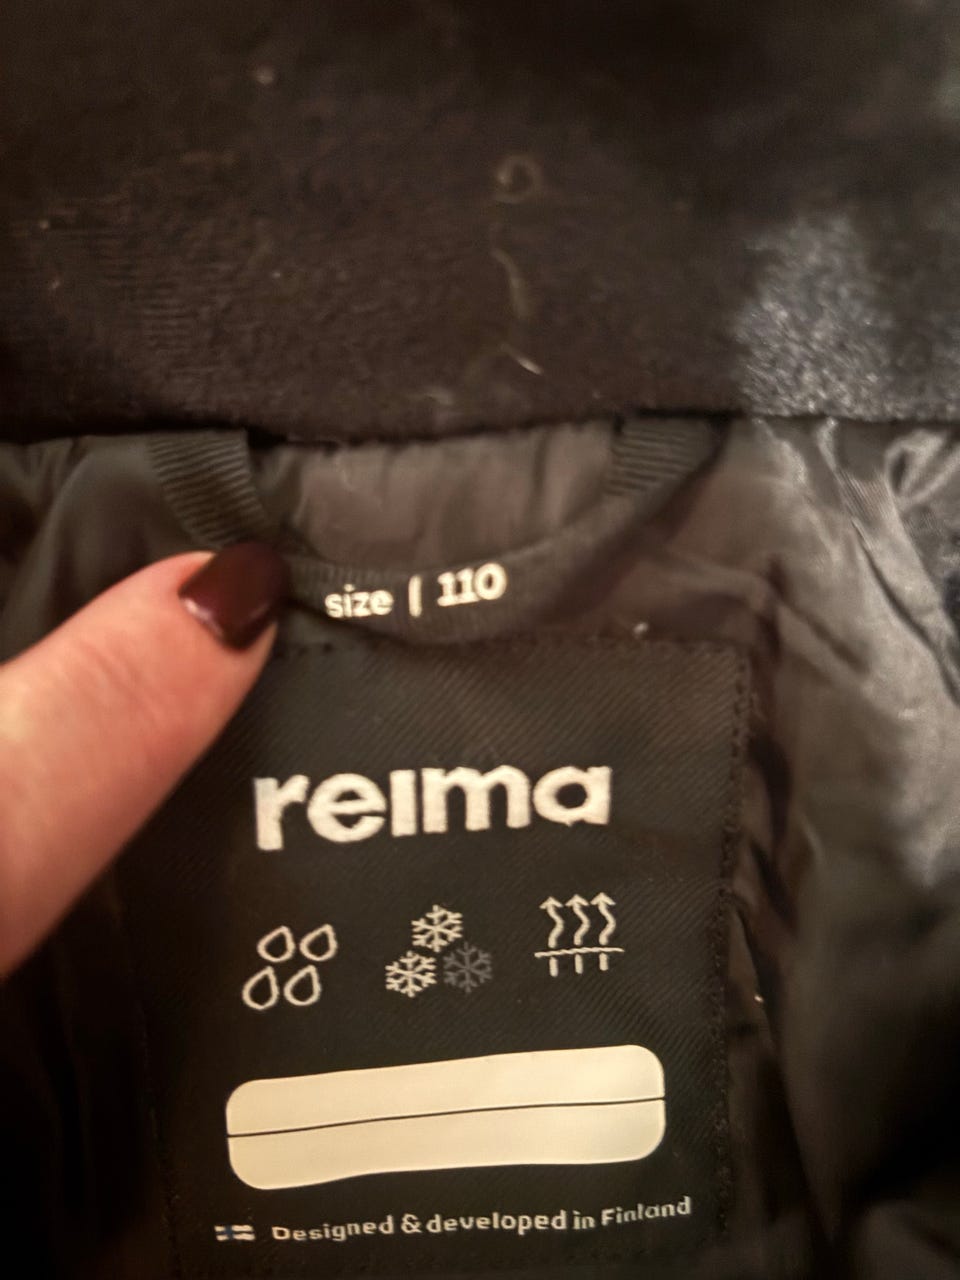 size | 110
reima
Designed & developed in Finland